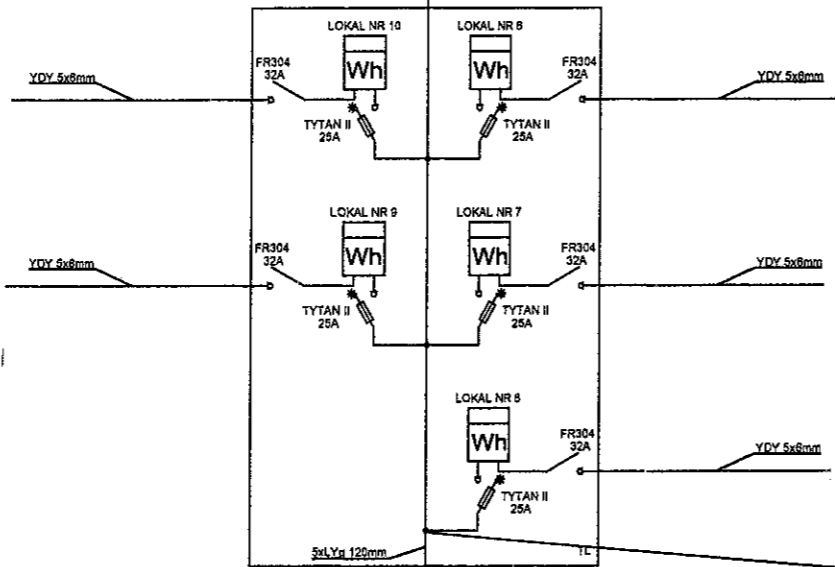 LOKAL NR 10
LOKAL NR 8
FR304
32A
Wh
Wh
FR304
32A
YDY 5x6mm
YDY 5x6mm
TYTAN II
25A
TYTAN II
25A
LOKAL NR 9
LOKAL NR 7
FR304
32A
Wh
Wh
FR304
32A
YDY 5x6mm
YDY 5x6mm
TYTAN II
25A
TYTAN II
25A
LOKAL NR 6
FR304
32A
Wh
YDY 5x6mm
TYTAN II
25A
5xLYg 120mm
TL